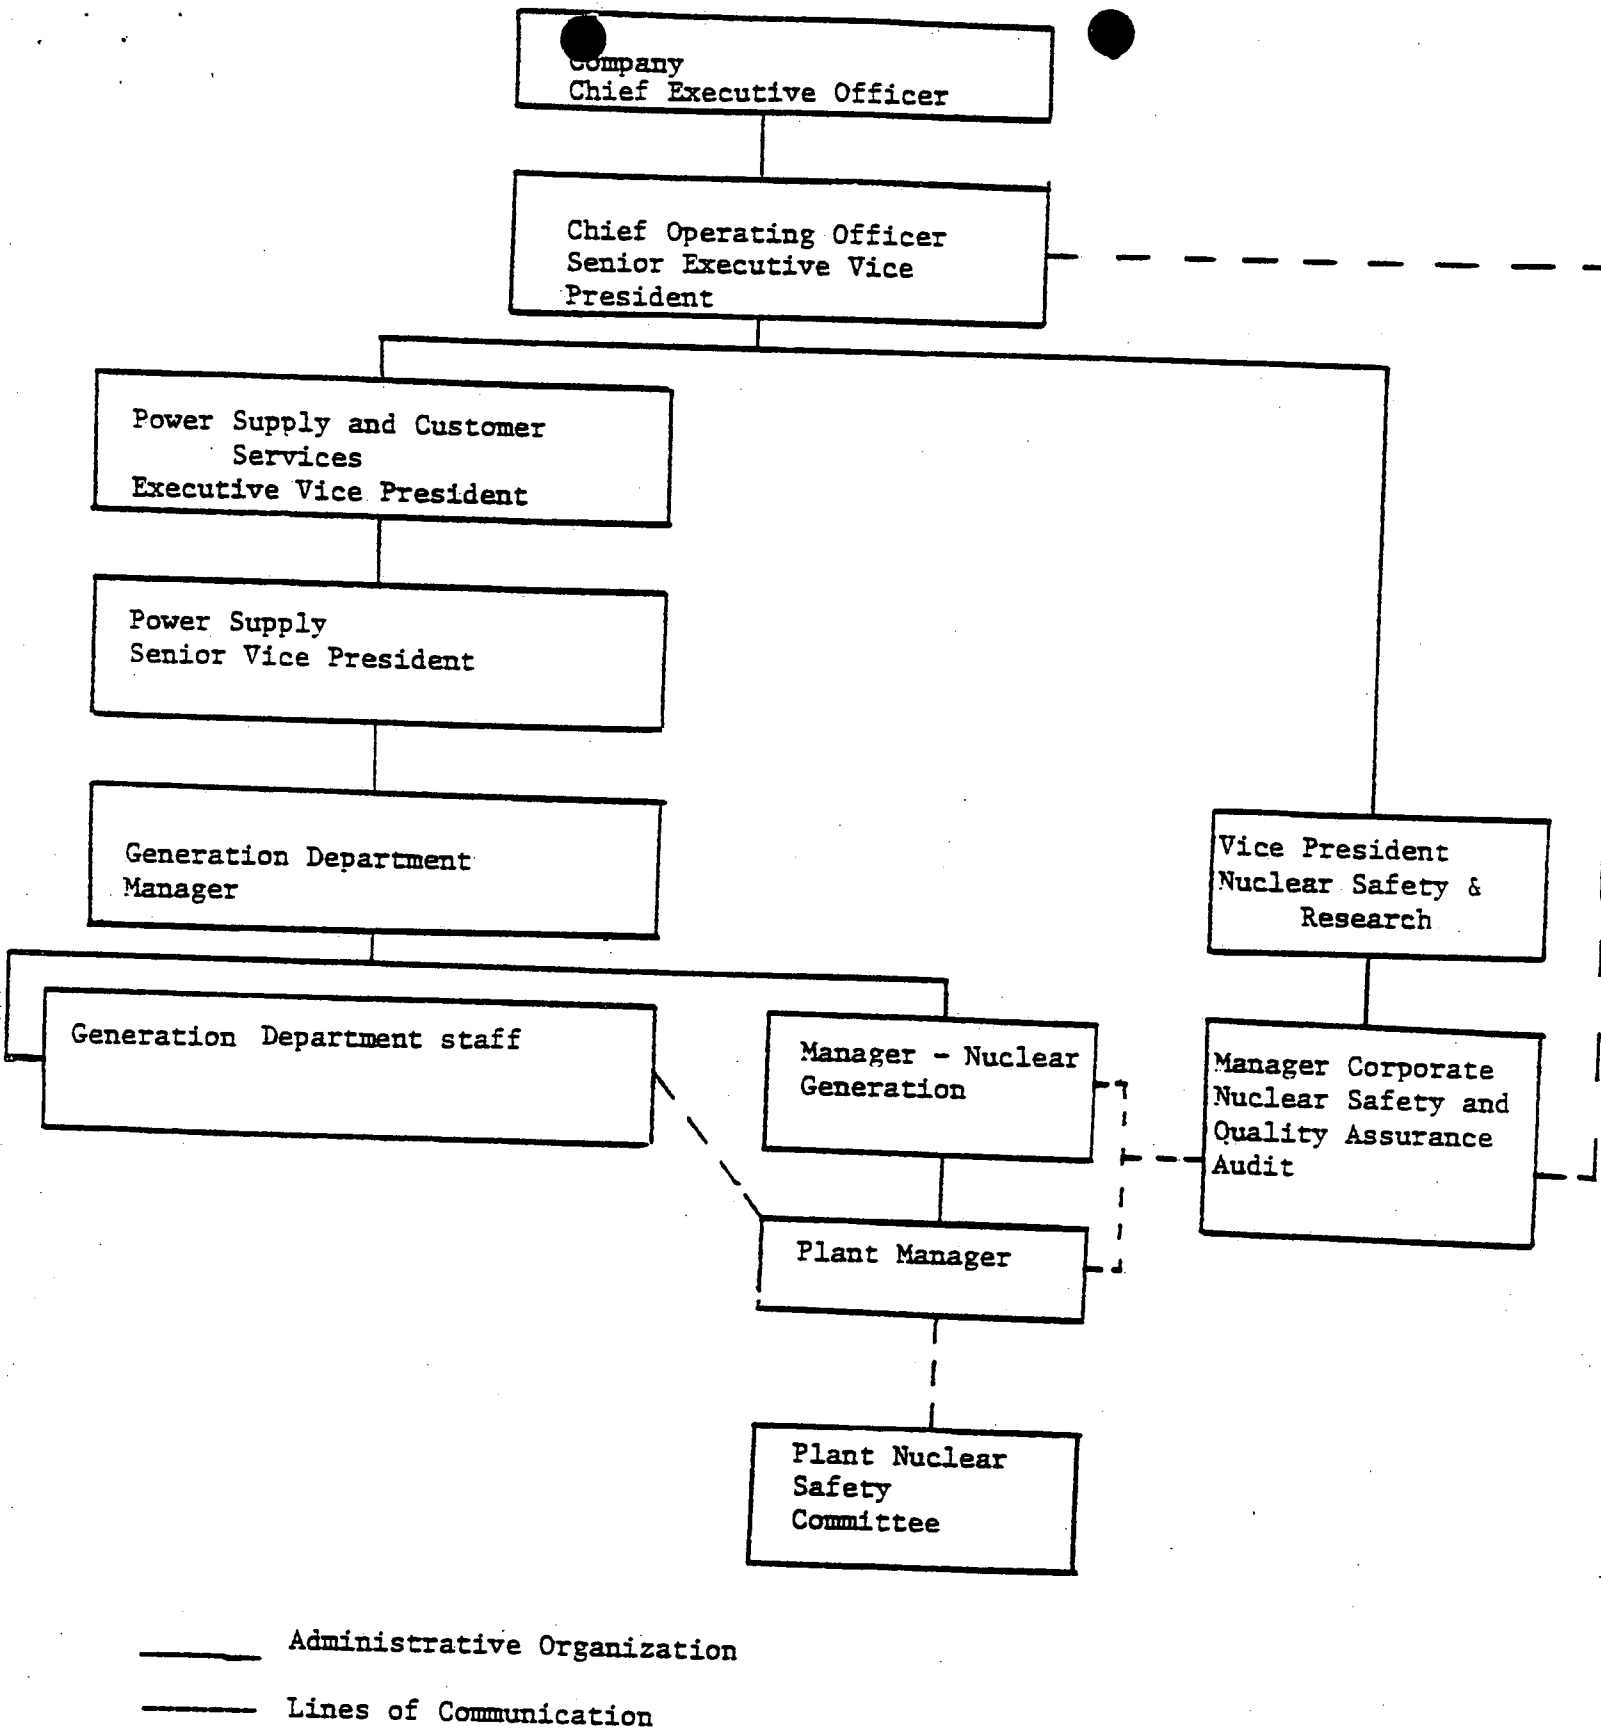 Company
Chief Executive Officer
Chief Operating Officer
Senior Executive Vice
President
Power Supply and Customer
Services
Executive Vice President
Power Supply
Senior Vice President
Generation Department
Manager
Vice President
Nuclear Safety &
Research
Generation Department staff
Manager - Nuclear
Generation
Manager Corporate
Nuclear Safety and
Quality Assurance
Audit
Plant Manager
Plant Nuclear
Safety
Committee
Administrative Organization
Lines of Communication